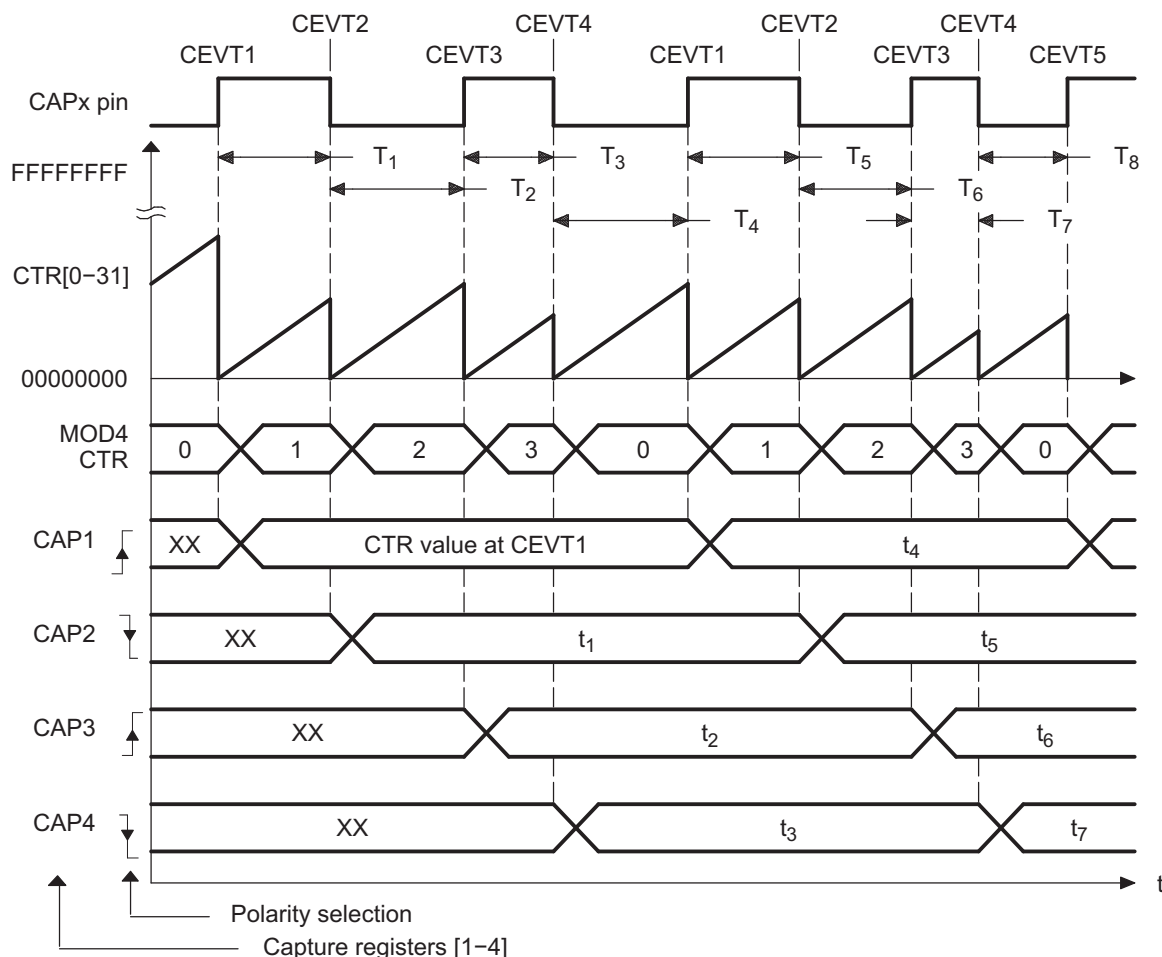 CEVT2 CEVT4 CEVT2 CEVT4
CEVT1 CEVT3 CEVT1 CEVT3 CEVT5
CAPx pin
T₁ T₃ T₅ T₈
FFFFFFFF
T₂ T₆
T₄ T₇
CTR[0−31]
00000000
MOD4
CTR
0 1 2 3 0 1 2 3 0
CAP1 XX CTR value at CEVT1 t₄
CAP2 XX t₁ t₅
CAP3 XX t₂ t₆
CAP4 XX t₃ t₇
t
Polarity selection
Capture registers [1−4]